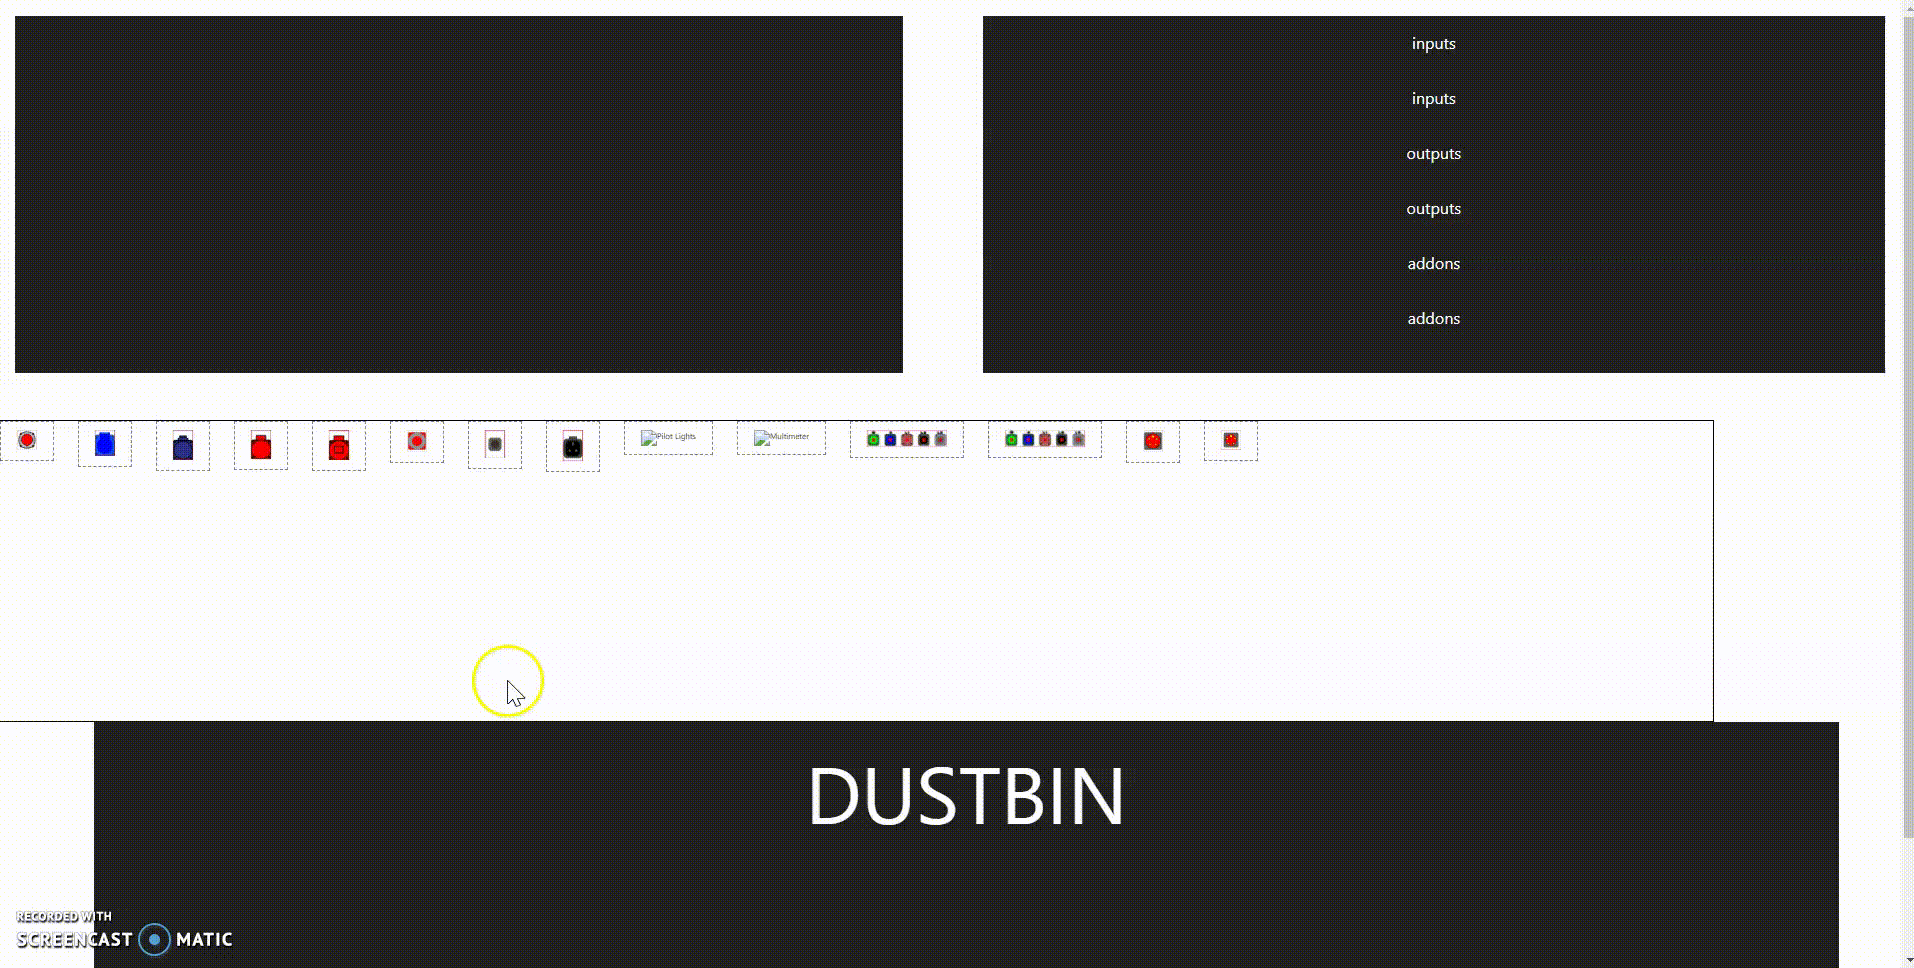 inputs
inputs
outputs
outputs
addons
addons
Pilot Lights
Multimeter
DUSTBIN
RECORDED WITH
SCREENCAST MATIC